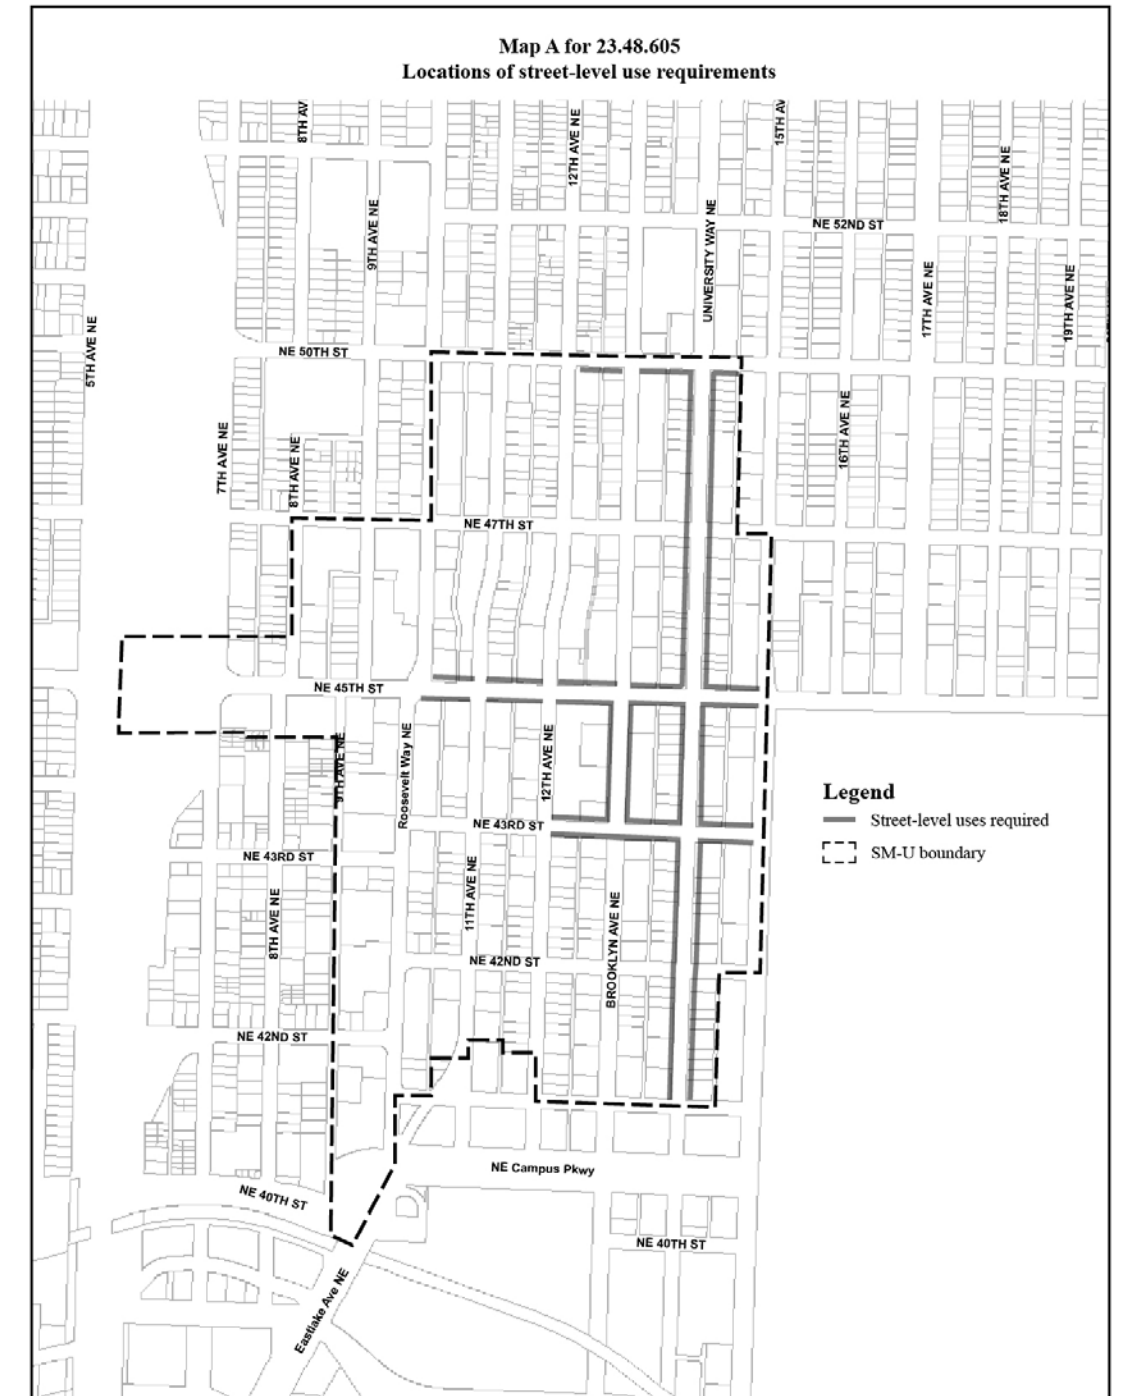 Map A for 23.48.605
Locations of street-level use requirements
8TH AV
12TH AVE NE
15TH AV
18TH AVE NE
9TH AVE NE
UNIVERSITY WAY NE
NE 52ND ST
17TH AVE NE
19TH AVE NE
5TH AVE NE
NE 50TH ST
7TH AVE NE
8TH AVE NE
16TH AVE NE
NE 47TH ST
NE 45TH ST
9TH AVE NE
Roosevelt Way NE
12TH AVE NE
Legend
Street-level uses required
SM-U boundary
NE 43RD ST
NE 43RD ST
8TH AVE NE
11TH AVE NE
BROOKLYN AVE NE
NE 42ND ST
NE 42ND ST
NE Campus Pkwy
NE 40TH ST
NE 40TH ST
Eastlake Ave NE